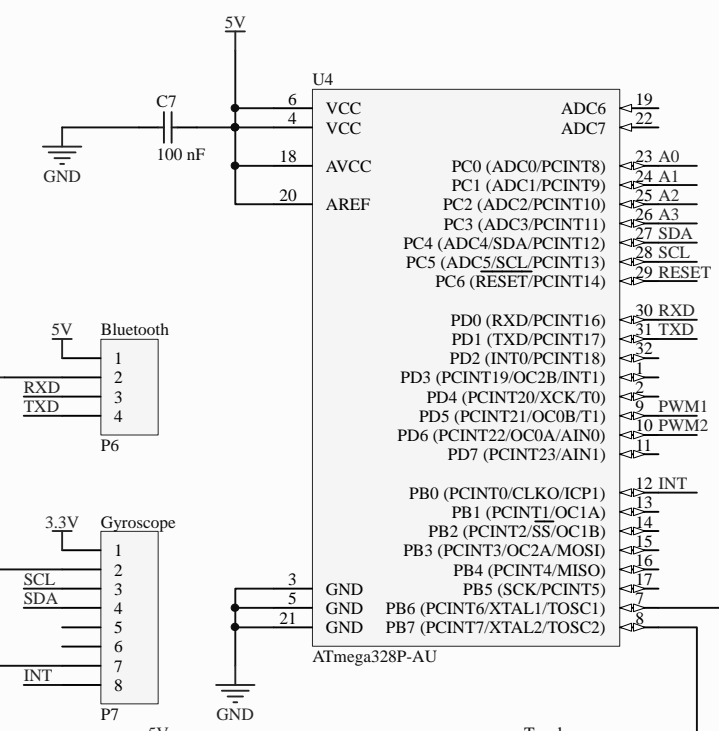 5V
U4
C7
100 nF
GND
6 VCC
4 VCC
18 AVCC
20 AREF
ADC6 19
ADC7 22
PC0 (ADC0/PCINT8) 23 A0
PC1 (ADC1/PCINT9) 24 A1
PC2 (ADC2/PCINT10) 25 A2
PC3 (ADC3/PCINT11) 26 A3
PC4 (ADC4/SDA/PCINT12) 27 SDA
PC5 (ADC5/SCL/PCINT13) 28 SCL
PC6 (RESET/PCINT14) 29 RESET
PD0 (RXD/PCINT16) 30 RXD
PD1 (TXD/PCINT17) 31 TXD
PD2 (INT0/PCINT18) 32
PD3 (PCINT19/OC2B/INT1) 1
PD4 (PCINT20/XCK/T0) 2
PD5 (PCINT21/OC0B/T1) 9 PWM1
PD6 (PCINT22/OC0A/AIN0) 10 PWM2
PD7 (PCINT23/AIN1) 11
PB0 (PCINT0/CLKO/ICP1) 12 INT
PB1 (PCINT1/OC1A) 13
PB2 (PCINT2/SS/OC1B) 14
PB3 (PCINT3/OC2A/MOSI) 15
PB4 (PCINT4/MISO) 16
PB5 (SCK/PCINT5) 17
PB6 (PCINT6/XTAL1/TOSC1) 7
PB7 (PCINT7/XTAL2/TOSC2) 8
3 GND
5 GND
21 GND
ATmega328P-AU
GND
5V Bluetooth
1
2
RXD 3
TXD 4
P6
3.3V Gyroscope
1
2
SCL 3
SDA 4
5
6
7
INT 8
P7
5V